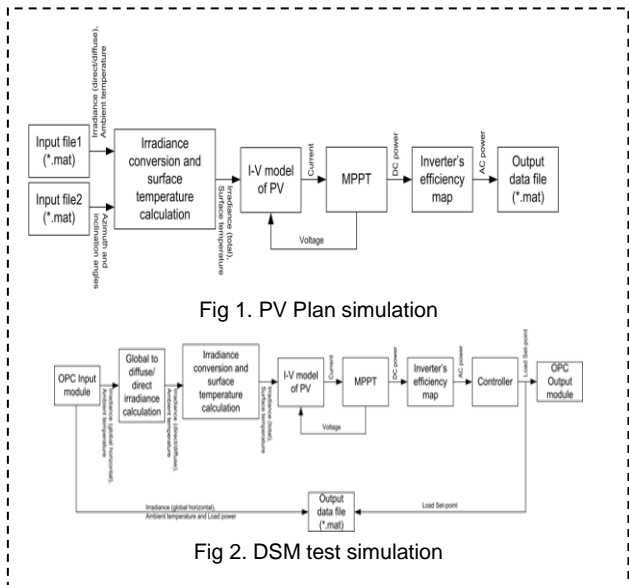 Irradiance (direct/diffuse),
Ambient temperature
Input file1
(*.mat)
Input file2
(*.mat)
Azimuth and
inclination angles
Irradiance
conversion and
surface
temperature
calculation
Irradiance (total),
Surface temperature
I-V model
of PV
Current
MPPT
Voltage
DC power
Inverter's
efficiency
map
AC power
Output
data file
(*.mat)
Fig 1. PV Plan simulation
OPC Input
module
Irradiance (global horizontal),
Ambient temperature
Global to
diffuse/
direct
irradiance
calculation
Irradiance (direct/diffuse),
Ambient temperature
Irradiance
conversion and
surface
temperature
calculation
Irradiance (total),
Surface temperature
I-V model
of PV
Current
MPPT
Voltage
DC power
Inverter's
efficiency
map
AC power
Controller
Load Set-point
OPC
Output
module
Irradiance (global horizontal),
Ambient temperature and Load power
Output
data file
(*.mat)
Load Set-point
Fig 2. DSM test simulation